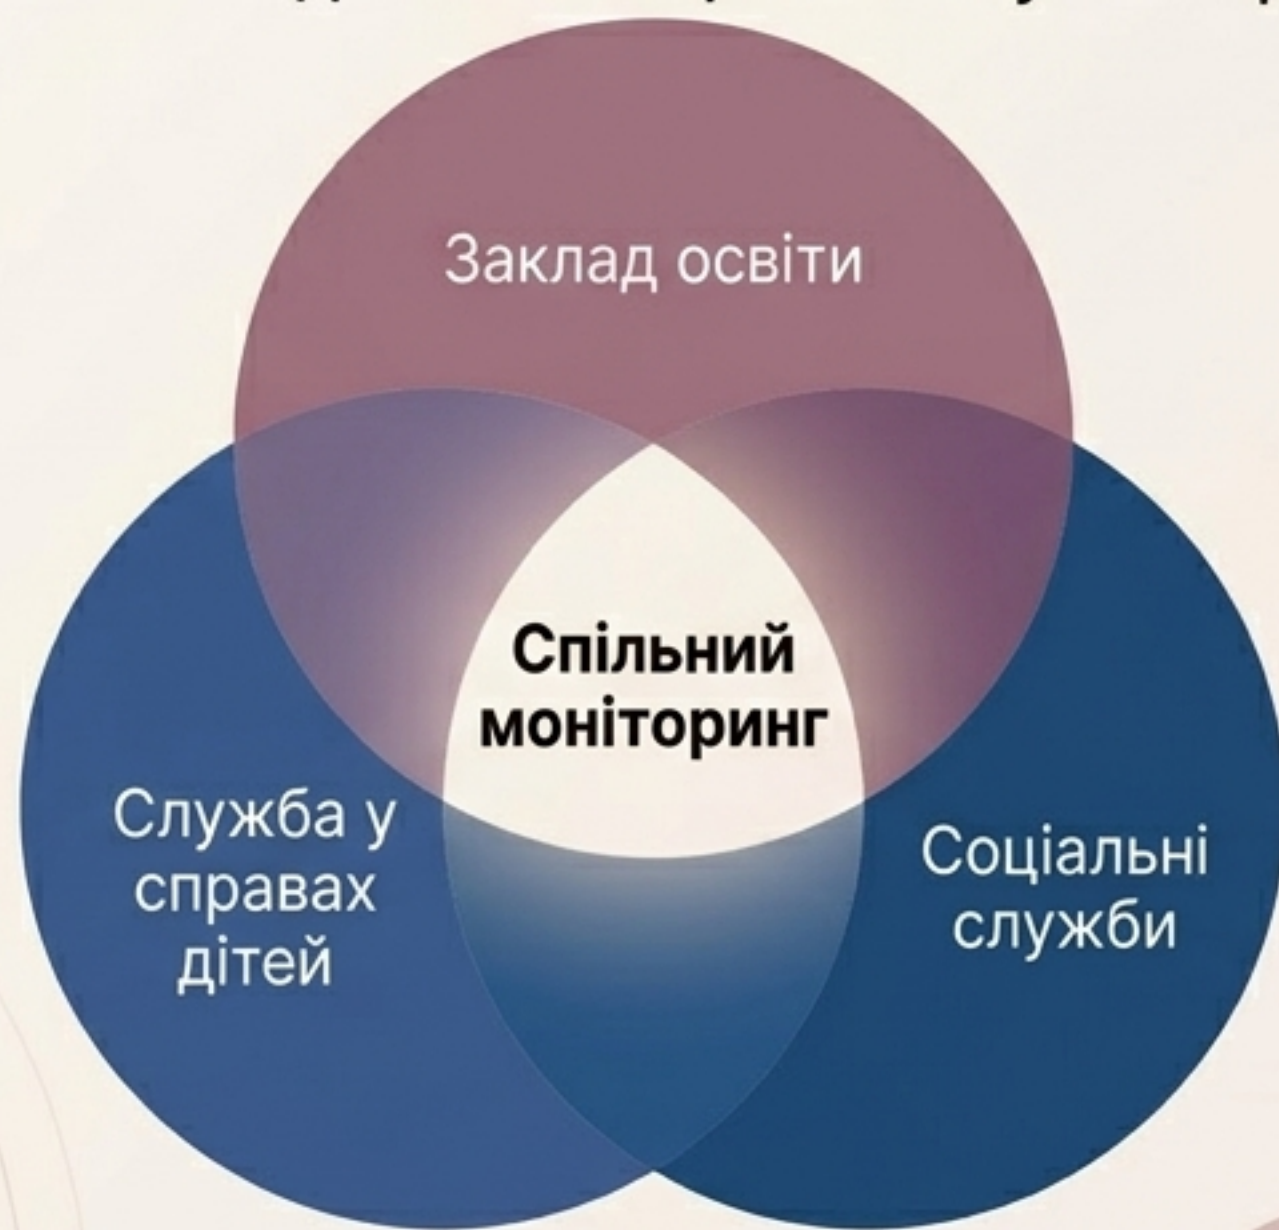 Заклад освіти
Спільний
моніторинг
Служба у
справах
дітей
Соціальні
служби